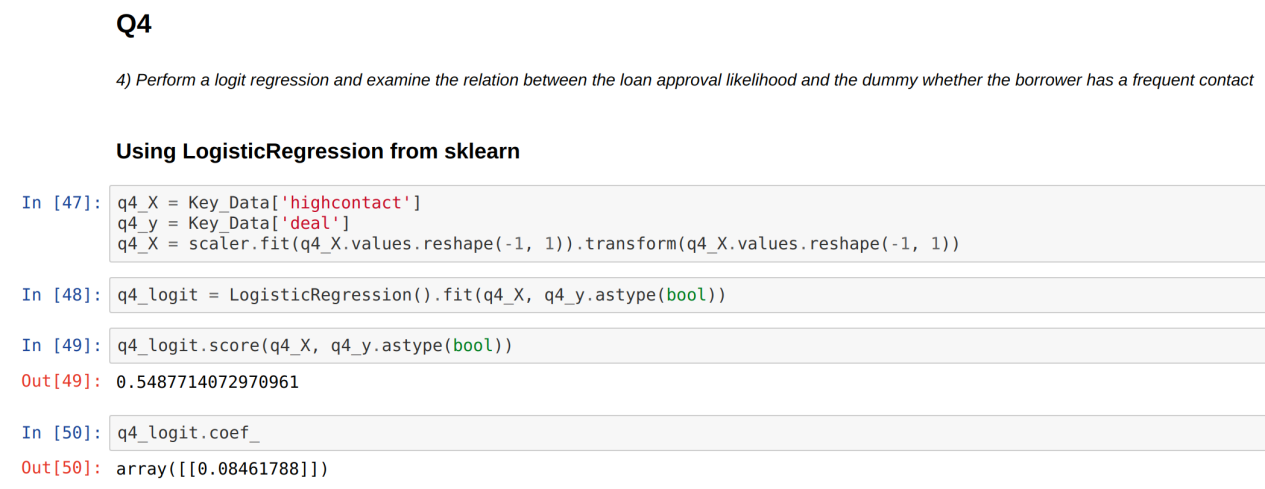 Q4
4) Perform a logit regression and examine the relation between the loan approval likelihood and the dummy whether the borrower has a frequent contact
Using LogisticRegression from sklearn
In [47]: q4_X = Key_Data['highcontact']
q4_y = Key_Data['deal']
q4_X = scaler.fit(q4_X.values.reshape(-1, 1)).transform(q4_X.values.reshape(-1, 1))
In [48]: q4_logit = LogisticRegression().fit(q4_X, q4_y.astype(bool))
In [49]: q4_logit.score(q4_X, q4_y.astype(bool))
Out[49]: 0.5487714072970961
In [50]: q4_logit.coef_
Out[50]: array([[0.08461788]])